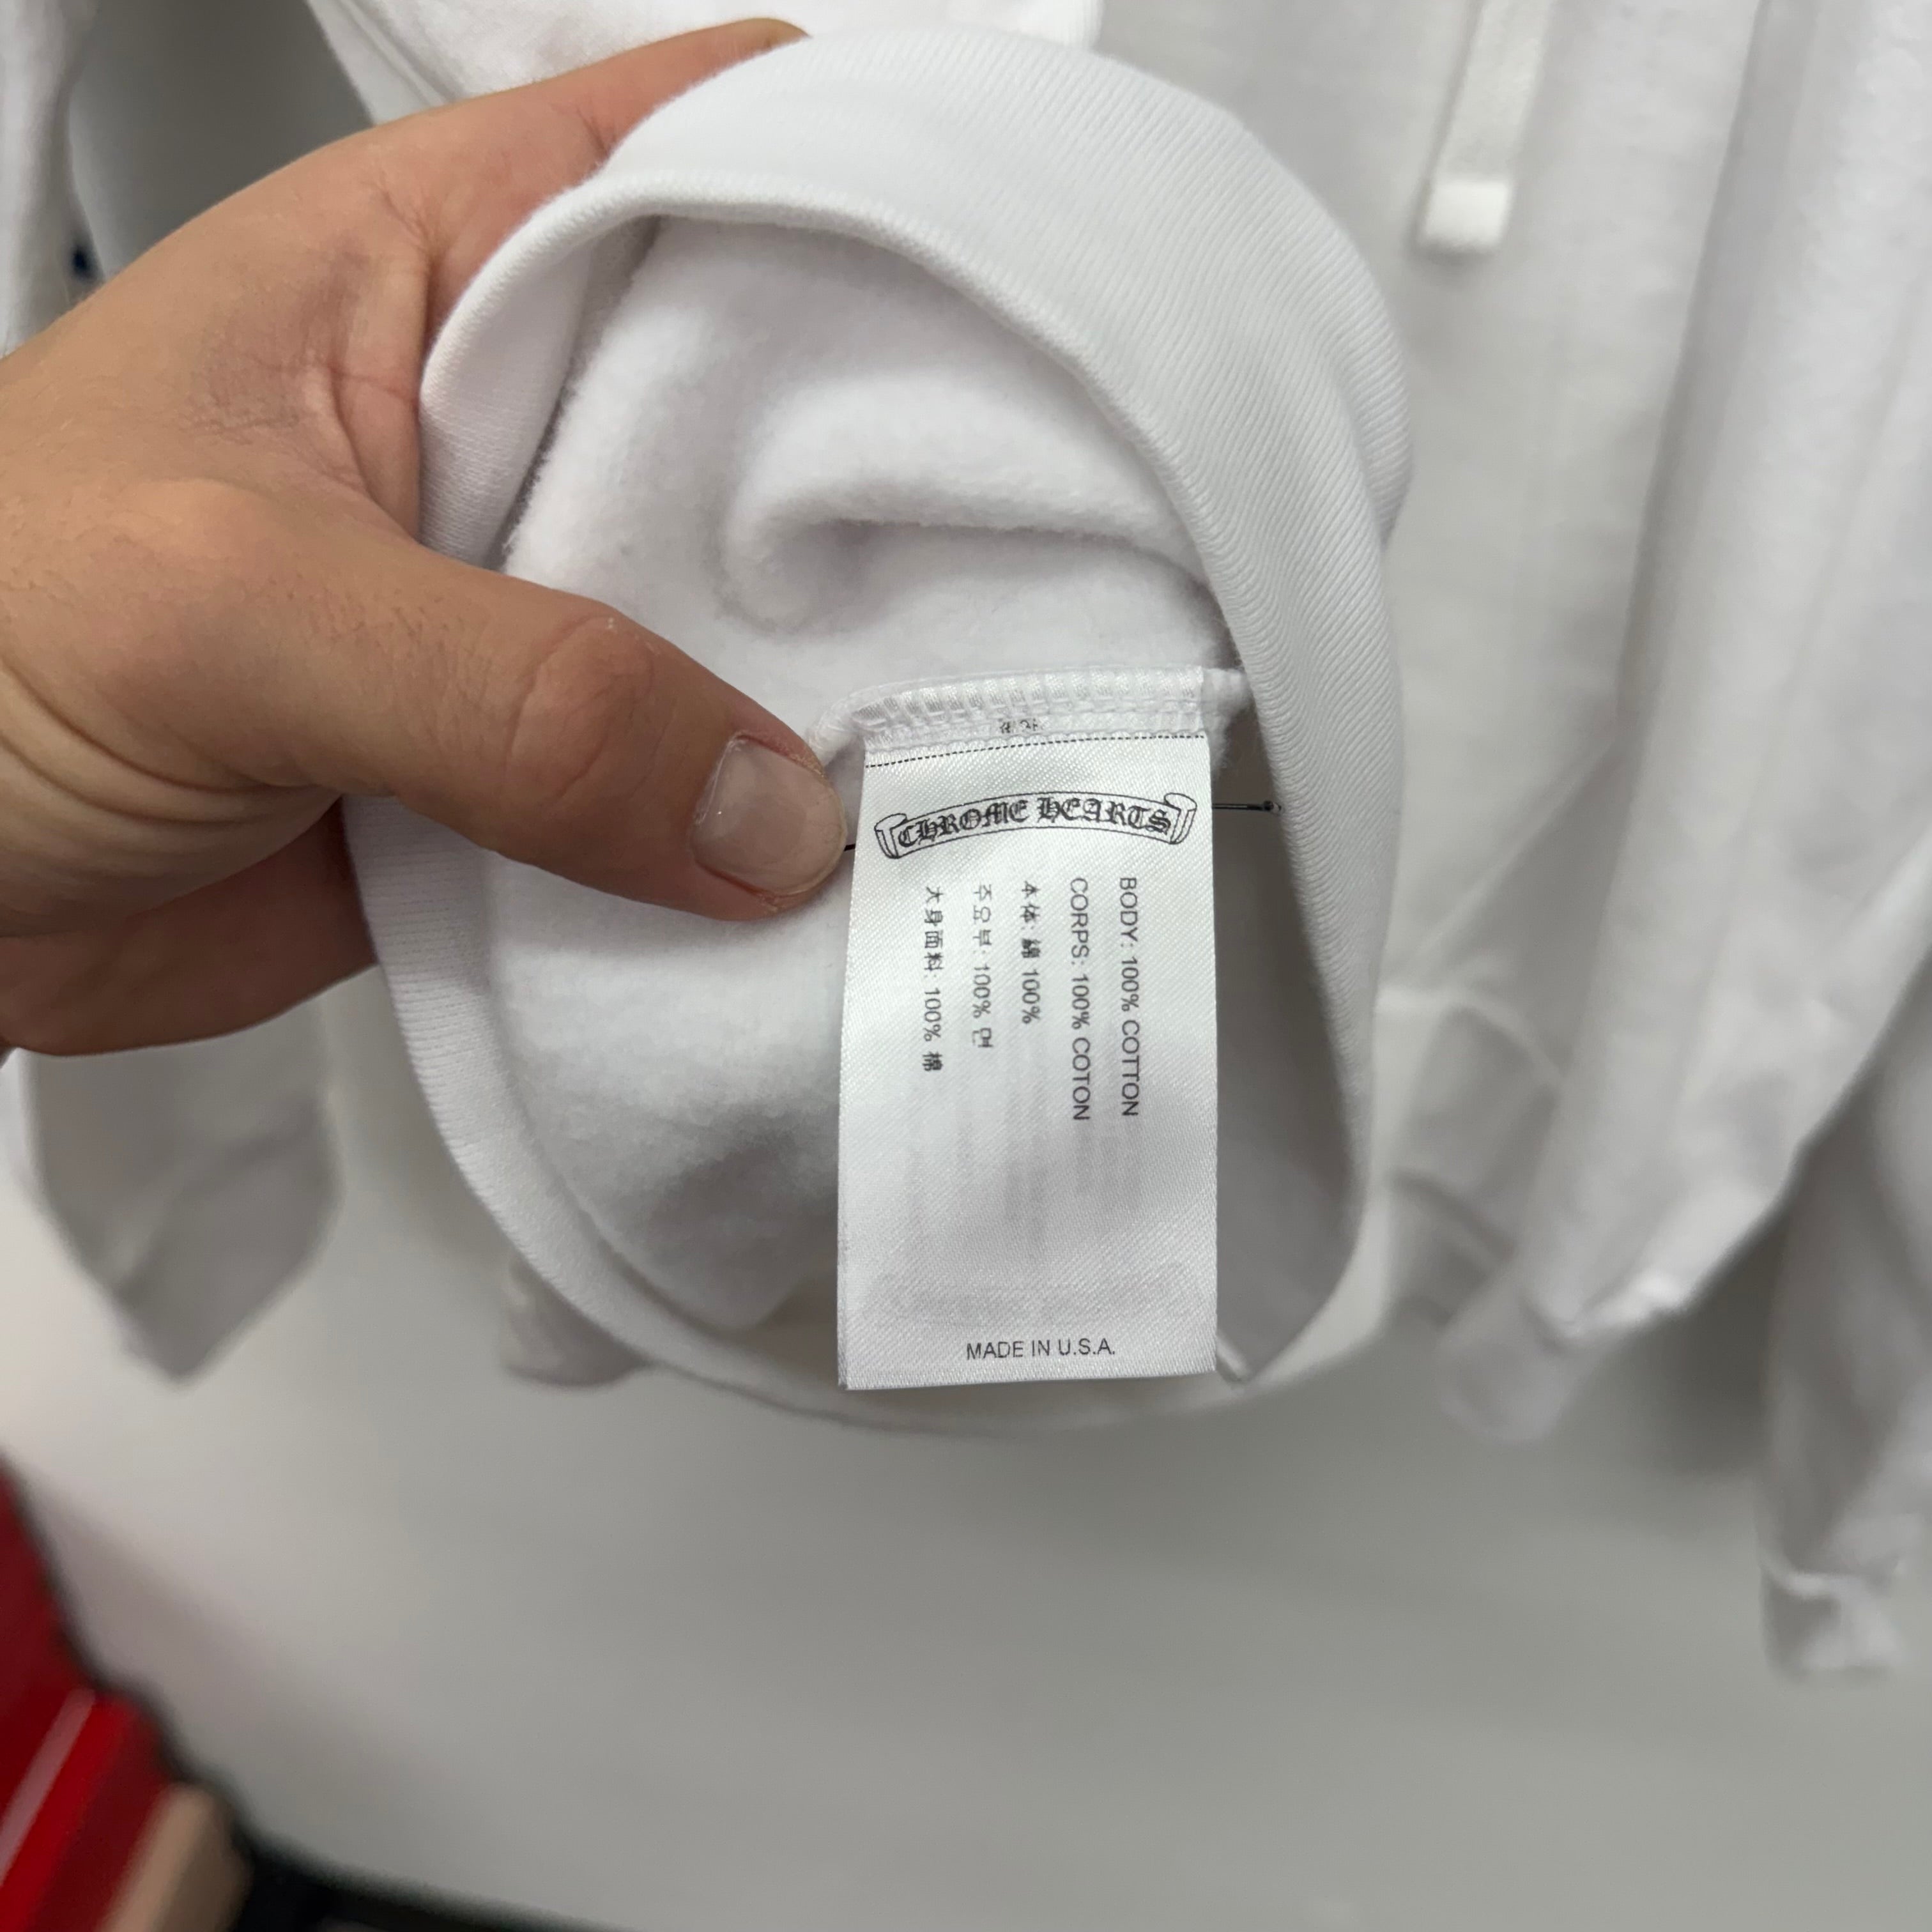 CHROME HEARTS
BODY: 100% COTTON
CORPS: 100% COTON
本体: 綿 100%
주요부: 100% 면
大身面料: 100% 棉
MADE IN U.S.A.